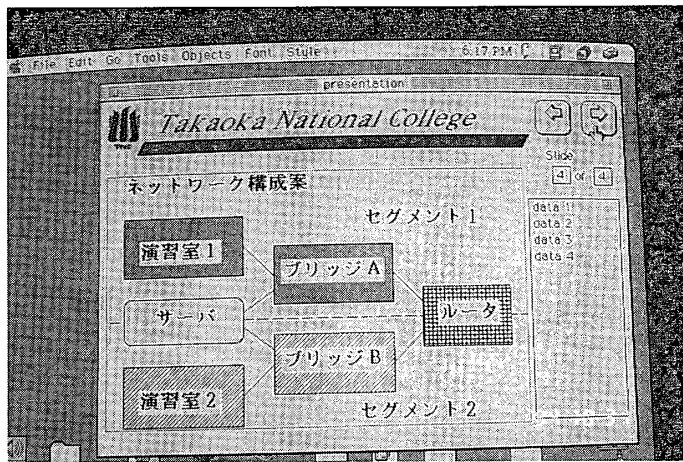 File Edit Go Tools Objects Font Style 6:17 PM
presentation
Takaoka National College
Slide
4 of 4
ネットワーク構成案
セグメント1
data 1
data 2
data 3
data 4
演習室1
ブリッジA
サーバ
ルータ
ブリッジB
演習室2
セグメント2